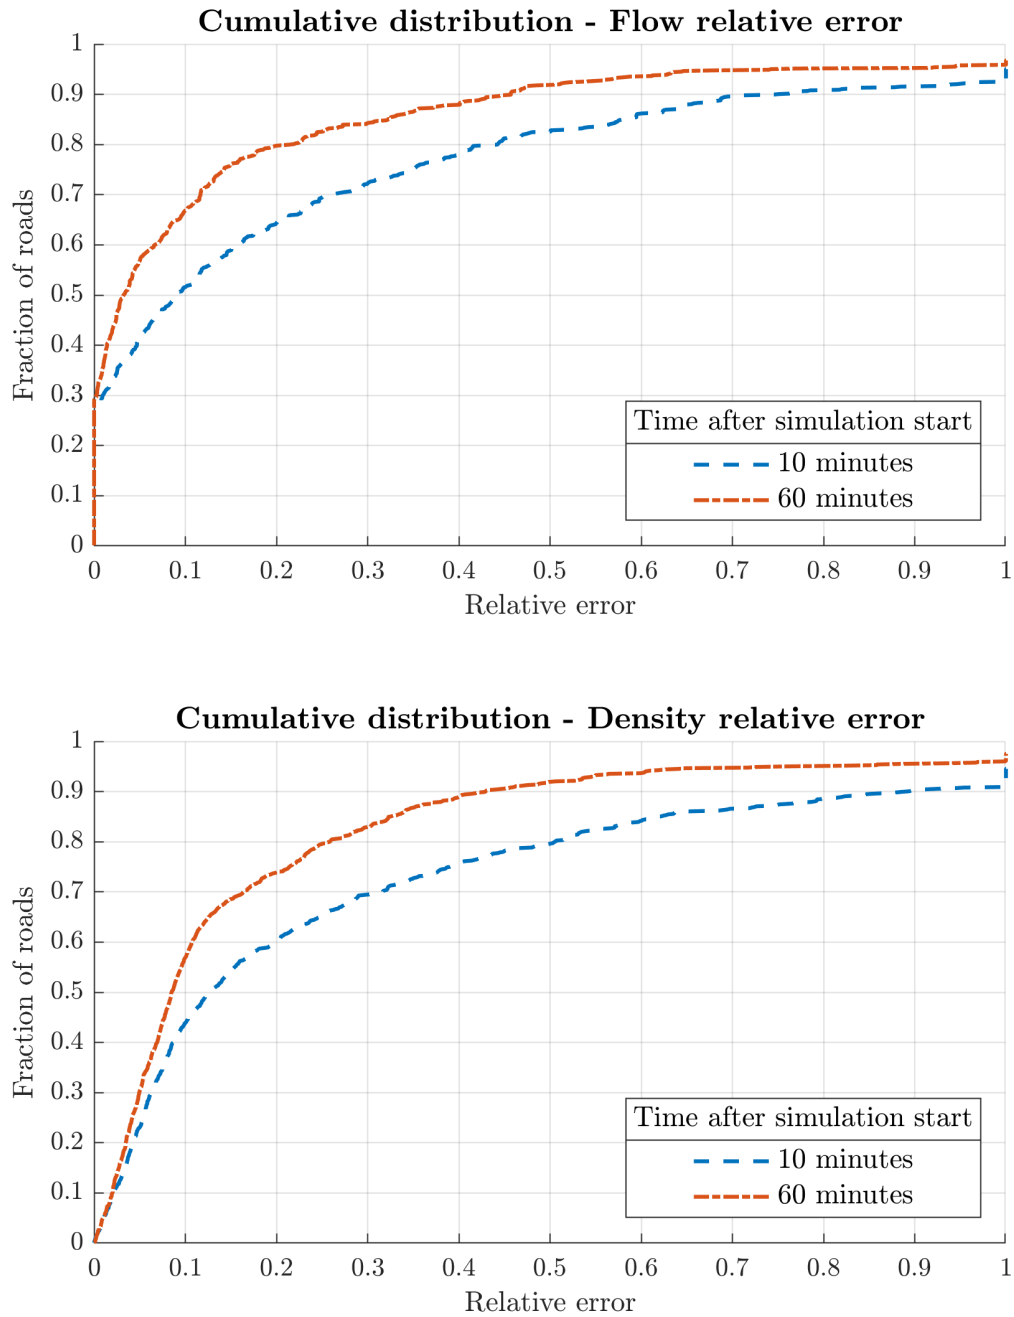 Cumulative distribution - Flow relative error
1
0.9
0.8
0.7
0.6
0.5
0.4
0.3
0.2
0.1
0
Fraction of roads
Time after simulation start
10 minutes
60 minutes
0 0.1 0.2 0.3 0.4 0.5 0.6 0.7 0.8 0.9 1
Relative error
Cumulative distribution - Density relative error
1
0.9
0.8
0.7
0.6
0.5
0.4
0.3
0.2
0.1
0
Fraction of roads
Time after simulation start
10 minutes
60 minutes
0 0.1 0.2 0.3 0.4 0.5 0.6 0.7 0.8 0.9 1
Relative error